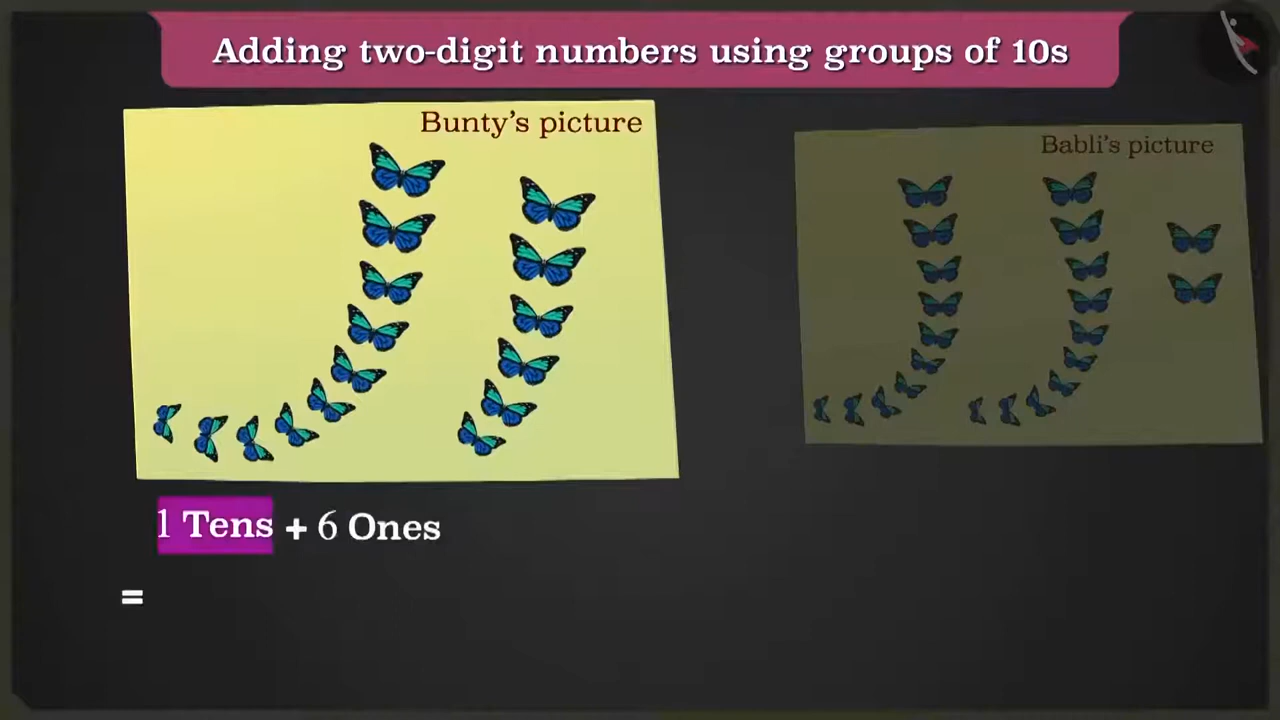 Adding two-digit numbers using groups of 10s
Bunty's picture
Babli's picture
1 Tens + 6 Ones
=